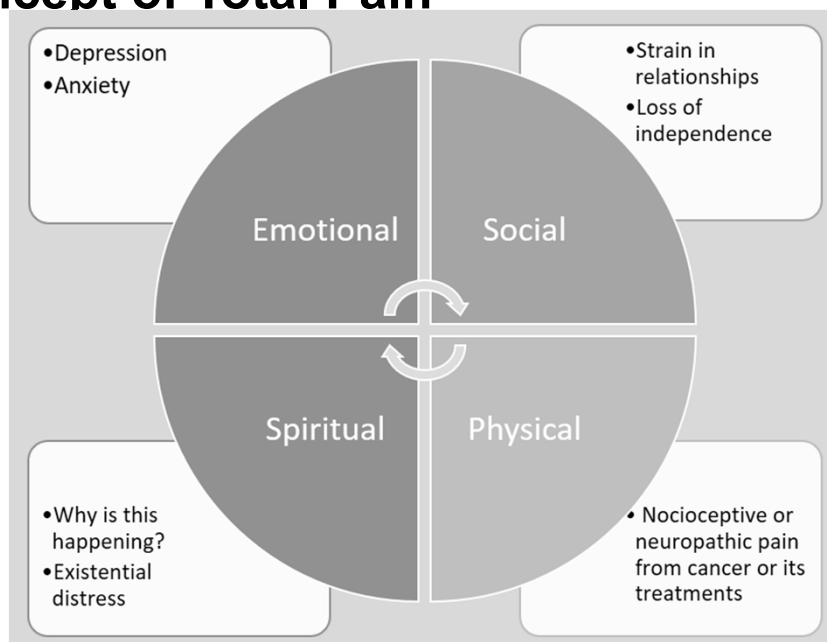 •Depression
•Anxiety
•Strain in
relationships
•Loss of
independence
Emotional
Social
Spiritual
Physical
•Why is this
happening?
•Existential
distress
• Nocioceptive or
neuropathic pain
from cancer or its
treatments